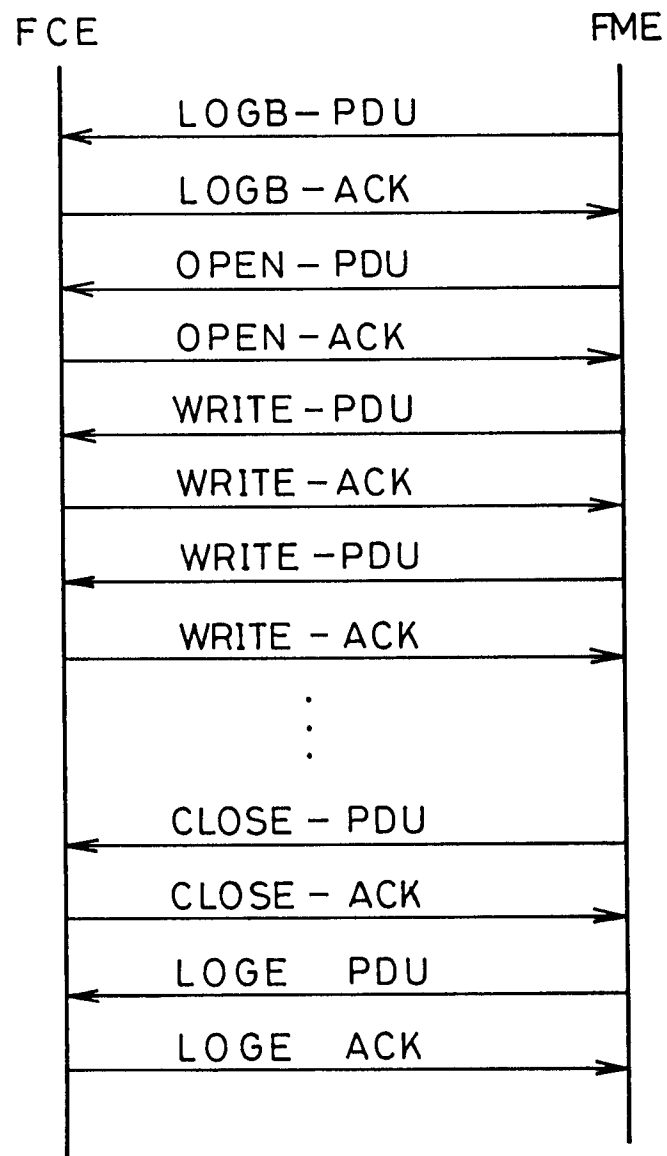 FCE FME
LOGB-PDU
LOGB-ACK
OPEN-PDU
OPEN-ACK
WRITE-PDU
WRITE-ACK
WRITE-PDU
WRITE-ACK
CLOSE-PDU
CLOSE-ACK
LOGE PDU
LOGE ACK